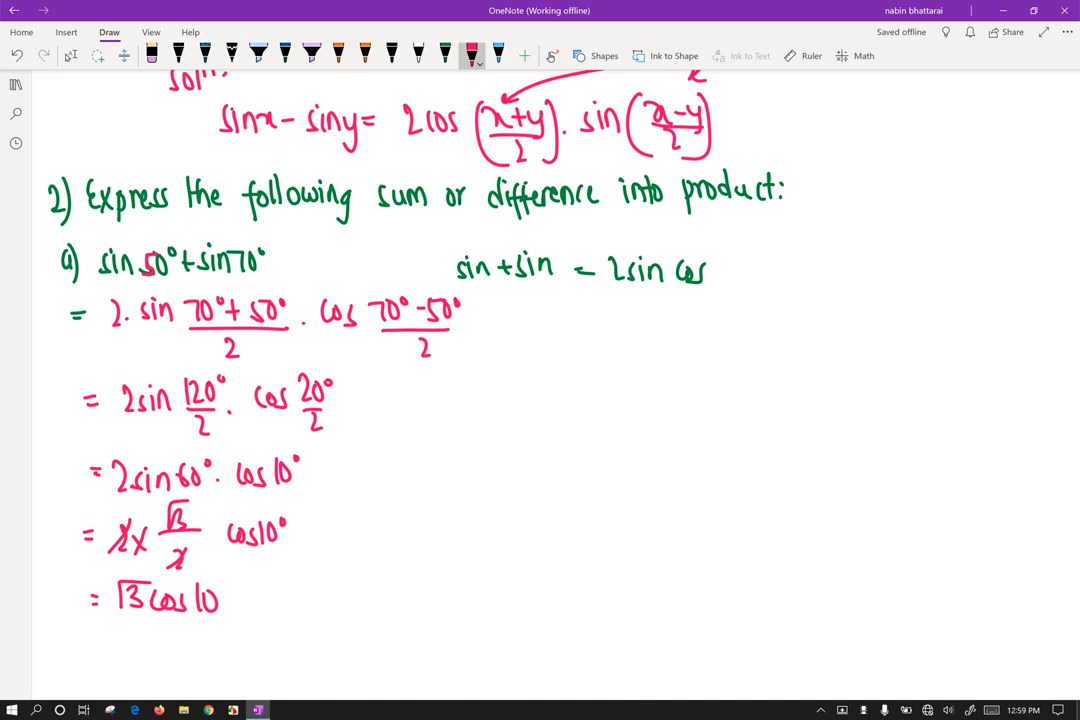 OneNote (Working offline)
nabin bhattarai
Home Insert Draw View Help
Saved offline Share
Shapes Ink to Shape Ink to Text Ruler Math
soln:
sinx - siny = 2cos (x+y/2) . sin (x-y/2)
2) Express the following sum or difference into product:
a) sin50° + sin70°
sin + sin = 2sin cos
= 2. sin 70° + 50°/2 . cos 70° - 50°/2
= 2sin 120°/2 . cos 20°/2
= 2sin60° . cos10°
= 2 x √3/2 cos10°
= √3 cos10
12:59 PM